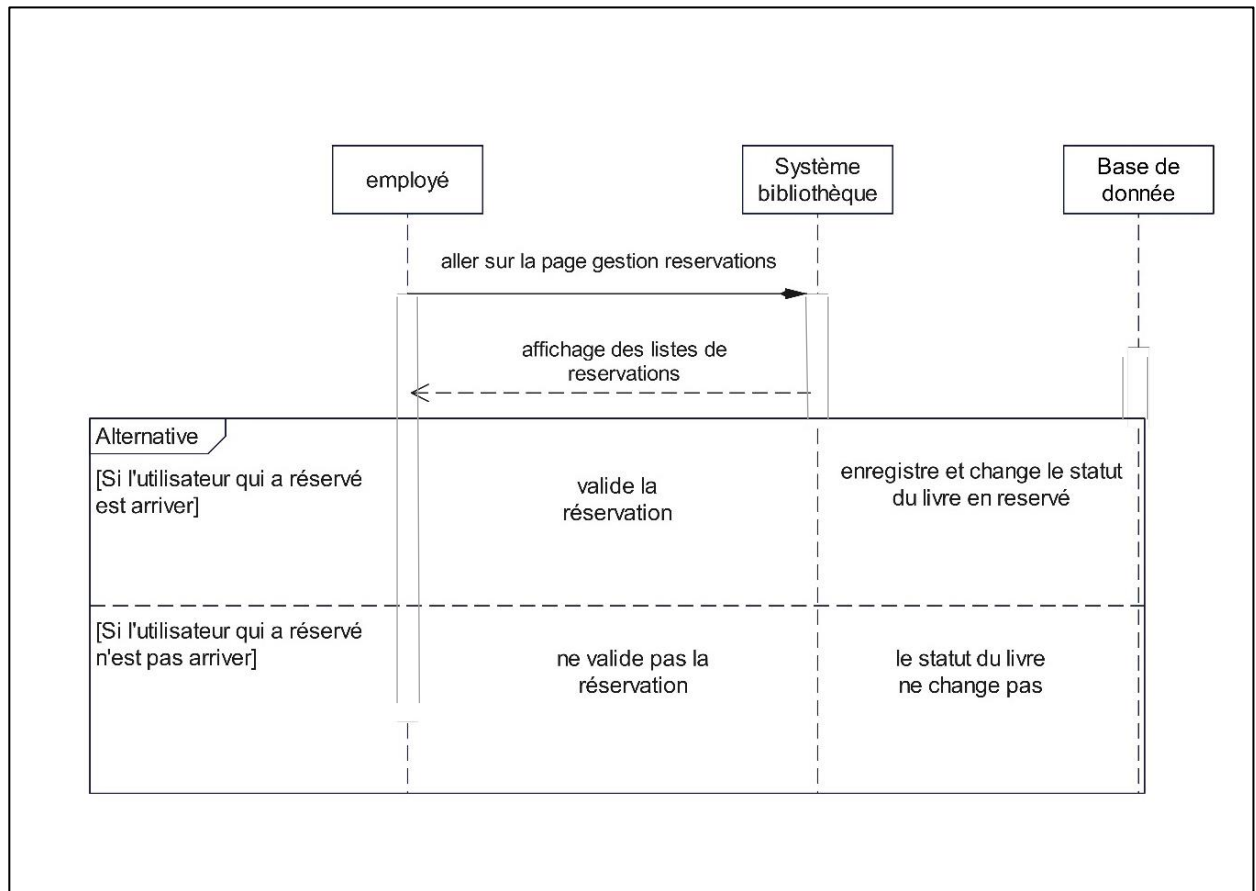 employé
Système
bibliothèque
Base de
donnée
aller sur la page gestion reservations
affichage des listes de
reservations
Alternative
[Si l'utilisateur qui a réservé
est arriver]
valide la
réservation
enregistre et change le statut
du livre en reservé
[Si l'utilisateur qui a réservé
n'est pas arriver]
ne valide pas la
réservation
le statut du livre
ne change pas